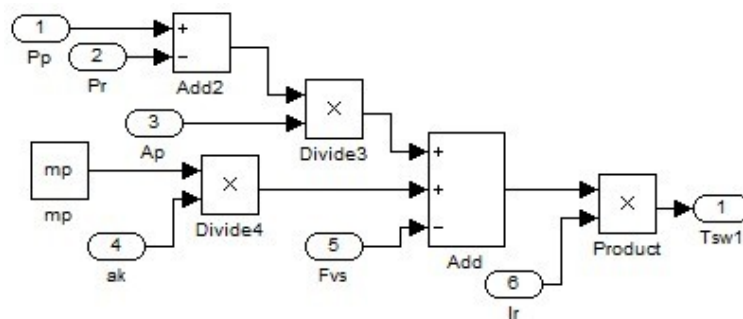 1
Pp
+
−
2
Pr
Add2
×
Divide3
3
Ap
mp
mp
×
Divide4
4
ak
+
+
−
Add
5
Fvs
×
Product
6
Ir
1
Tsw1